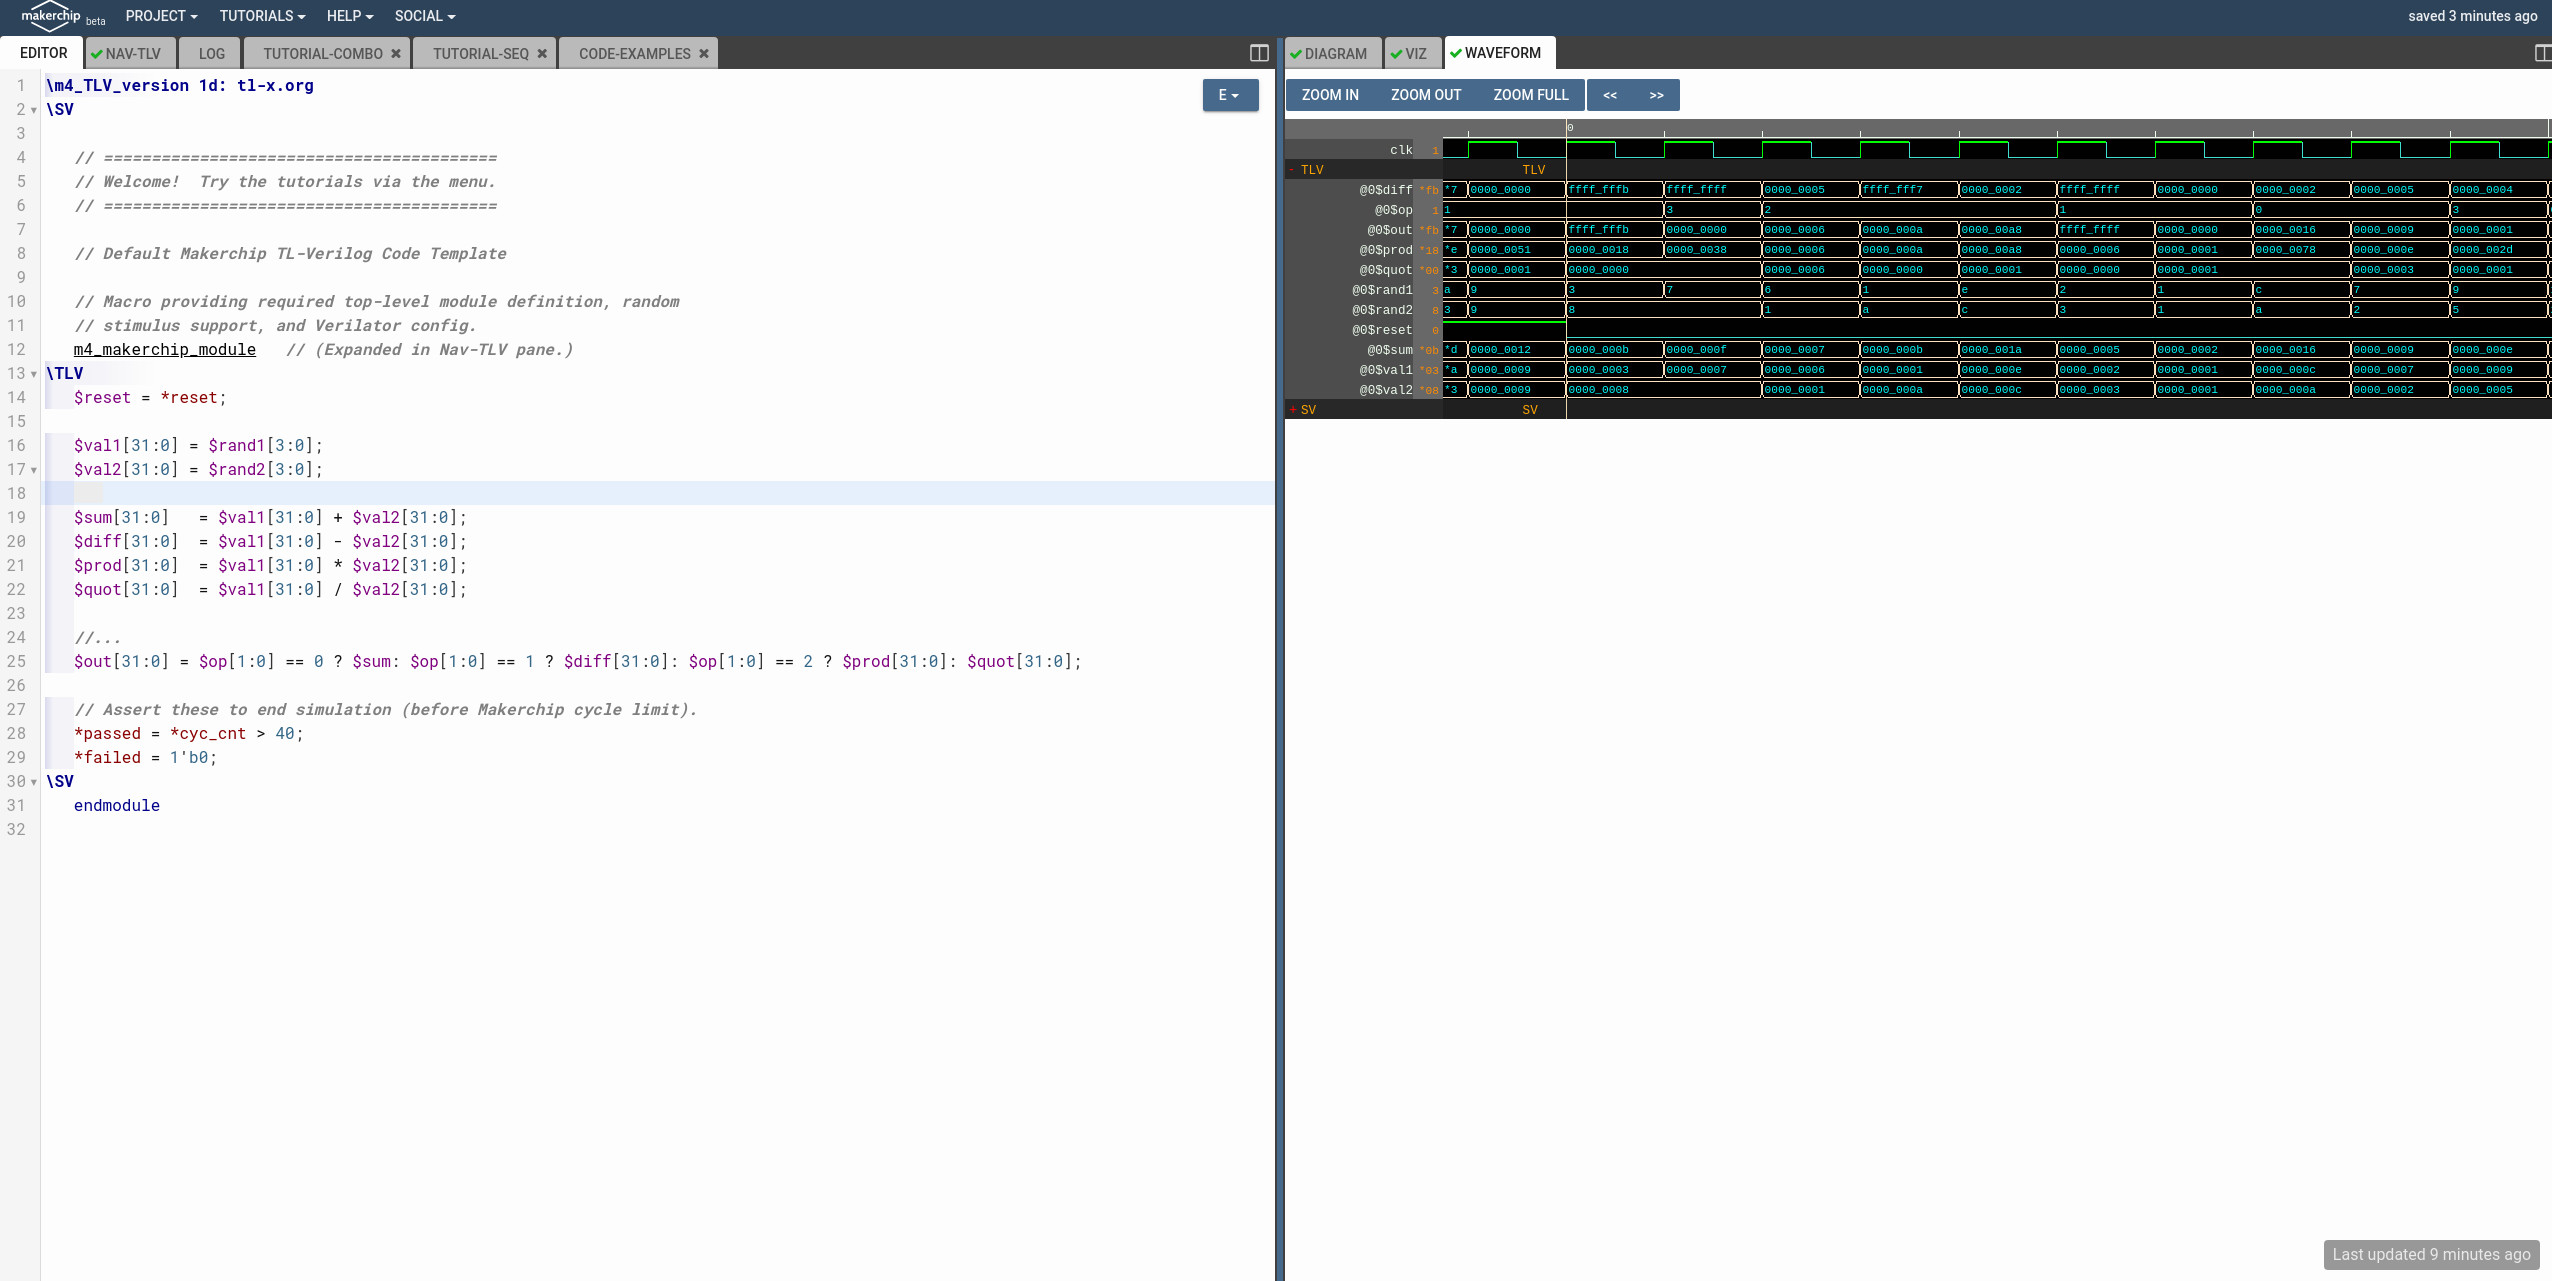 makerchip beta PROJECT TUTORIALS HELP SOCIAL saved 3 minutes ago
EDITOR NAV-TLV LOG TUTORIAL-COMBO TUTORIAL-SEQ CODE-EXAMPLES
DIAGRAM VIZ WAVEFORM
E
1 \m4_TLV_version 1d: tl-x.org
2 \SV
3
4 // =========================================
5 // Welcome!  Try the tutorials via the menu.
6 // =========================================
7
8 // Default Makerchip TL-Verilog Code Template
9
10 // Macro providing required top-level module definition, random
11 // stimulus support, and Verilator config.
12 m4_makerchip_module   // (Expanded in Nav-TLV pane.)
13 \TLV
14 $reset = *reset;
15
16 $val1[31:0] = $rand1[3:0];
17 $val2[31:0] = $rand2[3:0];
18
19 $sum[31:0]   = $val1[31:0] + $val2[31:0];
20 $diff[31:0]  = $val1[31:0] - $val2[31:0];
21 $prod[31:0]  = $val1[31:0] * $val2[31:0];
22 $quot[31:0]  = $val1[31:0] / $val2[31:0];
23
24 //...
25 $out[31:0] = $op[1:0] == 0 ? $sum: $op[1:0] == 1 ? $diff[31:0]: $op[1:0] == 2 ? $prod[31:0]: $quot[31:0];
26
27 // Assert these to end simulation (before Makerchip cycle limit).
28 *passed = *cyc_cnt > 40;
29 *failed = 1'b0;
30 \SV
31 endmodule
32
ZOOM IN ZOOM OUT ZOOM FULL << >>
0
clk 1
- TLV TLV
@0$diff *fb *7 0000_0000 ffff_fffb ffff_ffff 0000_0005 ffff_fff7 0000_0002 ffff_ffff 0000_0000 0000_0002 0000_0005 0000_0004
@0$op 1 1 3 2 1 0 3
@0$out *fb *7 0000_0000 ffff_fffb 0000_0000 0000_0006 0000_000a 0000_00a8 ffff_ffff 0000_0000 0000_0016 0000_0009 0000_0001
@0$prod *18 *e 0000_0051 0000_0018 0000_0038 0000_0006 0000_000a 0000_00a8 0000_0006 0000_0001 0000_0078 0000_000e 0000_002d
@0$quot *00 *3 0000_0001 0000_0000 0000_0006 0000_0000 0000_0001 0000_0000 0000_0001 0000_0003 0000_0001
@0$rand1 3 a 9 3 7 6 1 e 2 1 c 7 9
@0$rand2 8 3 9 8 1 a c 3 1 a 2 5
@0$reset 0
@0$sum *0b *d 0000_0012 0000_000b 0000_000f 0000_0007 0000_000b 0000_001a 0000_0005 0000_0002 0000_0016 0000_0009 0000_000e
@0$val1 *03 *a 0000_0009 0000_0003 0000_0007 0000_0006 0000_0001 0000_000e 0000_0002 0000_0001 0000_000c 0000_0007 0000_0009
@0$val2 *08 *3 0000_0009 0000_0008 0000_0001 0000_000a 0000_000c 0000_0003 0000_0001 0000_000a 0000_0002 0000_0005
+ SV SV
Last updated 9 minutes ago